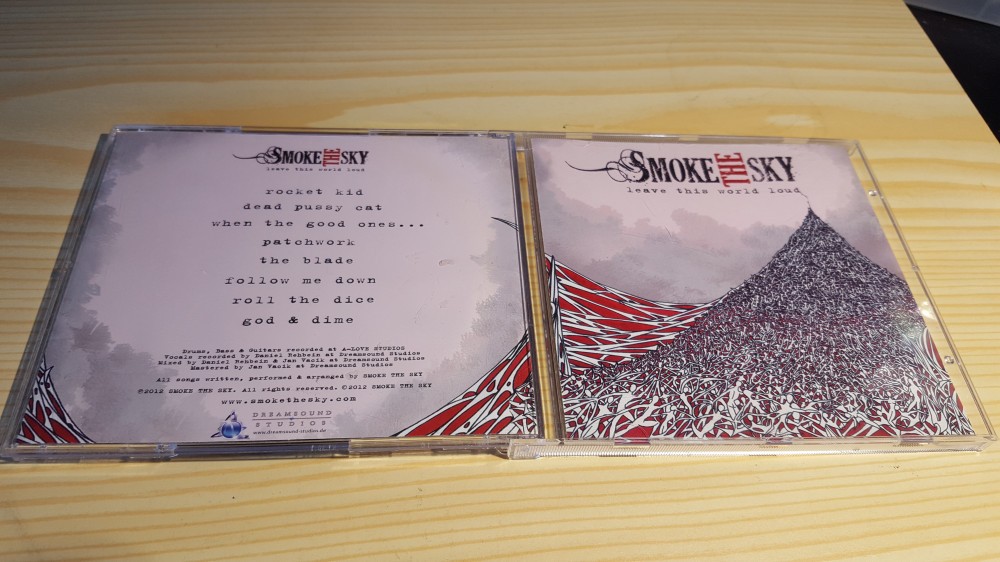 SMOKE THE SKY
leave this world loud
rocket kid
dead pussy cat
when the good ones...
patchwork
the blade
follow me down
roll the dice
god & dime
Drums, Bass & Guitars recorded at A-LOVE STUDIOS
Vocals recorded by Daniel Rehbein at Dreamsound Studios
Mixed by Daniel Rehbein & Jan Vacik at Dreamsound Studios
Mastered by Jan Vacik at Dreamsound Studios
All songs written, performed & arranged by SMOKE THE SKY
©2012 SMOKE THE SKY. All rights reserved. ©2012 SMOKE THE SKY
www.smokethesky.com
DREAMSOUND
STUDIOS
www.dreamsound-studios.de
SMOKE THE SKY
leave this world loud